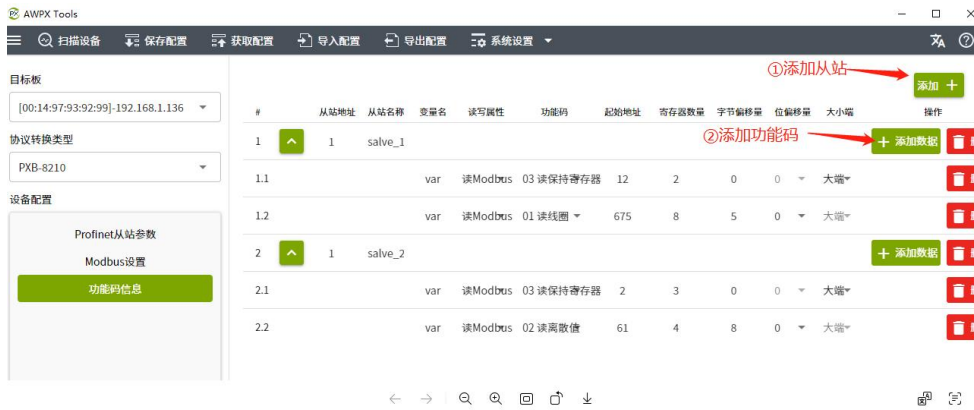 AWPX Tools
扫描设备 保存配置 获取配置 导入配置 导出配置 系统设置
目标板
[00:14:97:93:92:99]-192.168.1.136
协议转换类型
PXB-8210
设备配置
Profinet从站参数
Modbus设置
功能码信息
①添加从站
添加
# 从站地址 从站名称 变量名 读写属性 功能码 起始地址 寄存器数量 字节偏移量 位偏移量 大小端 操作
②添加功能码
1 1 salve_1 添加数据
1.1 var 读Modbus 03 读保持寄存器 12 2 0 0 大端
1.2 var 读Modbus 01 读线圈 675 8 5 0 大端
2 1 salve_2 添加数据
2.1 var 读Modbus 03 读保持寄存器 2 3 0 0 大端
2.2 var 读Modbus 02 读离散值 61 4 8 0 大端